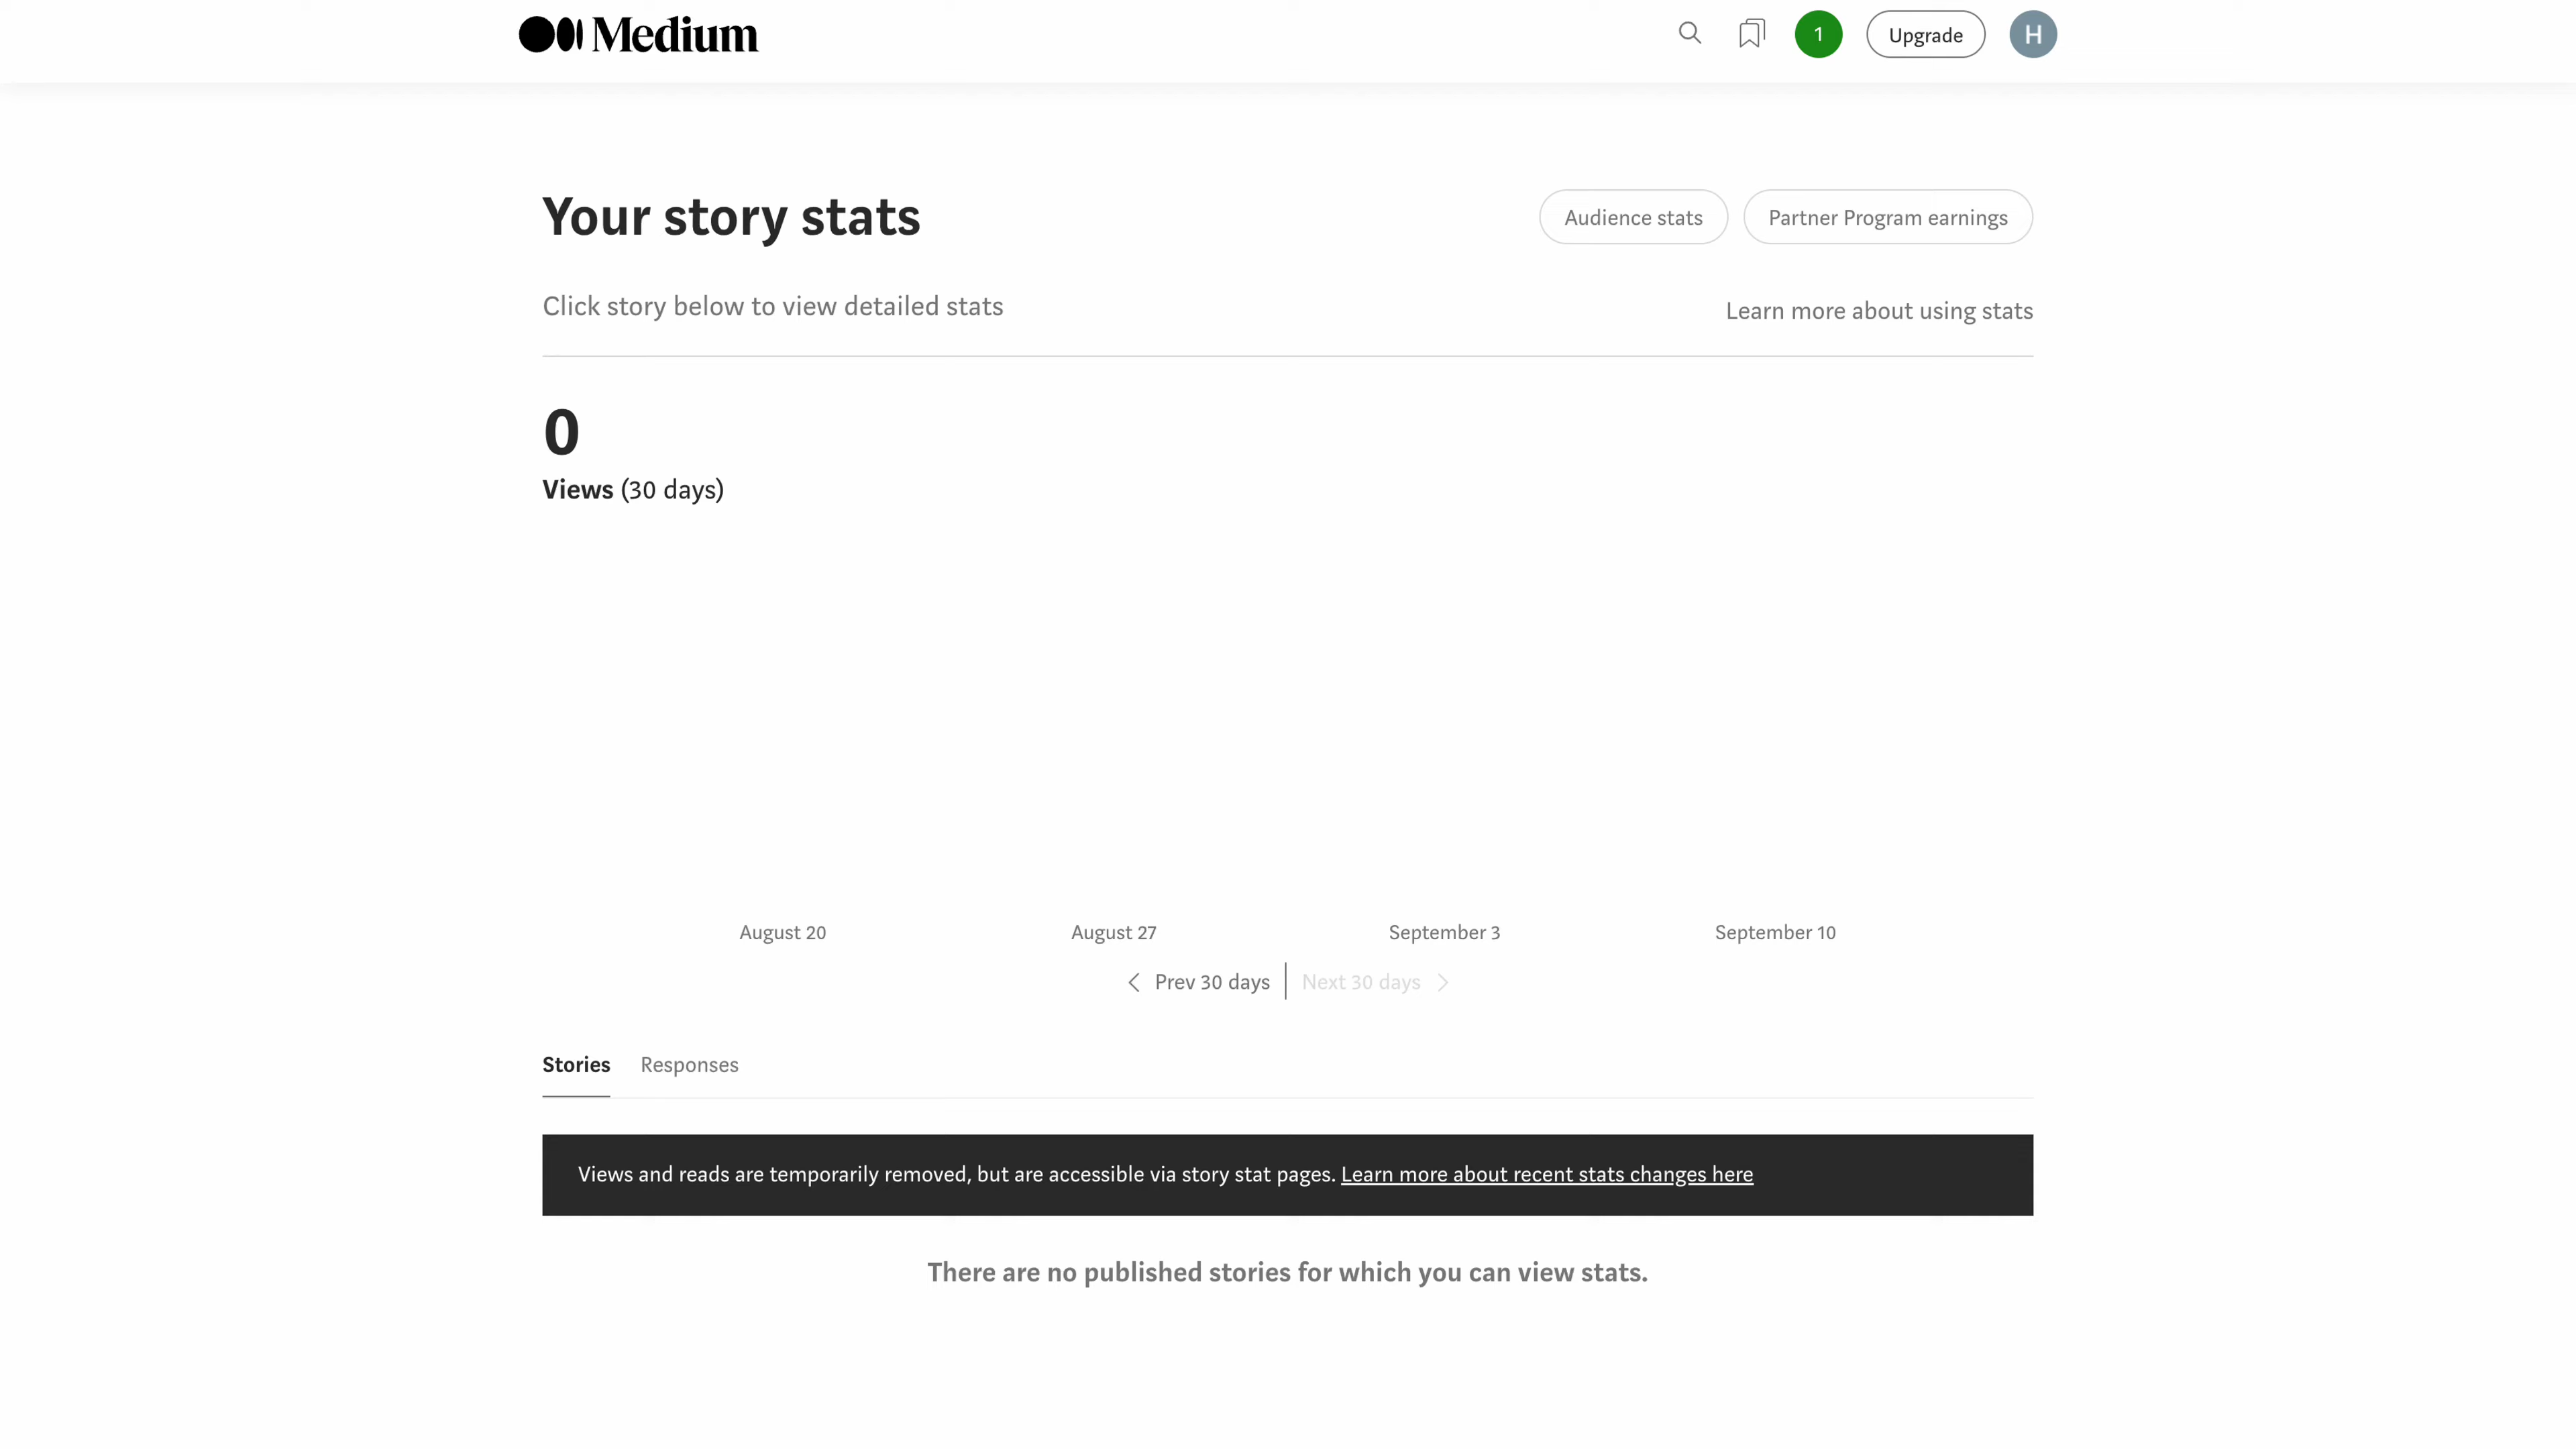 Medium
1
Upgrade
H
Your story stats
Audience stats
Partner Program earnings
Click story below to view detailed stats
Learn more about using stats
0
Views (30 days)
August 20
August 27
September 3
September 10
Prev 30 days
Next 30 days
Stories
Responses
Views and reads are temporarily removed, but are accessible via story stat pages. Learn more about recent stats changes here
There are no published stories for which you can view stats.